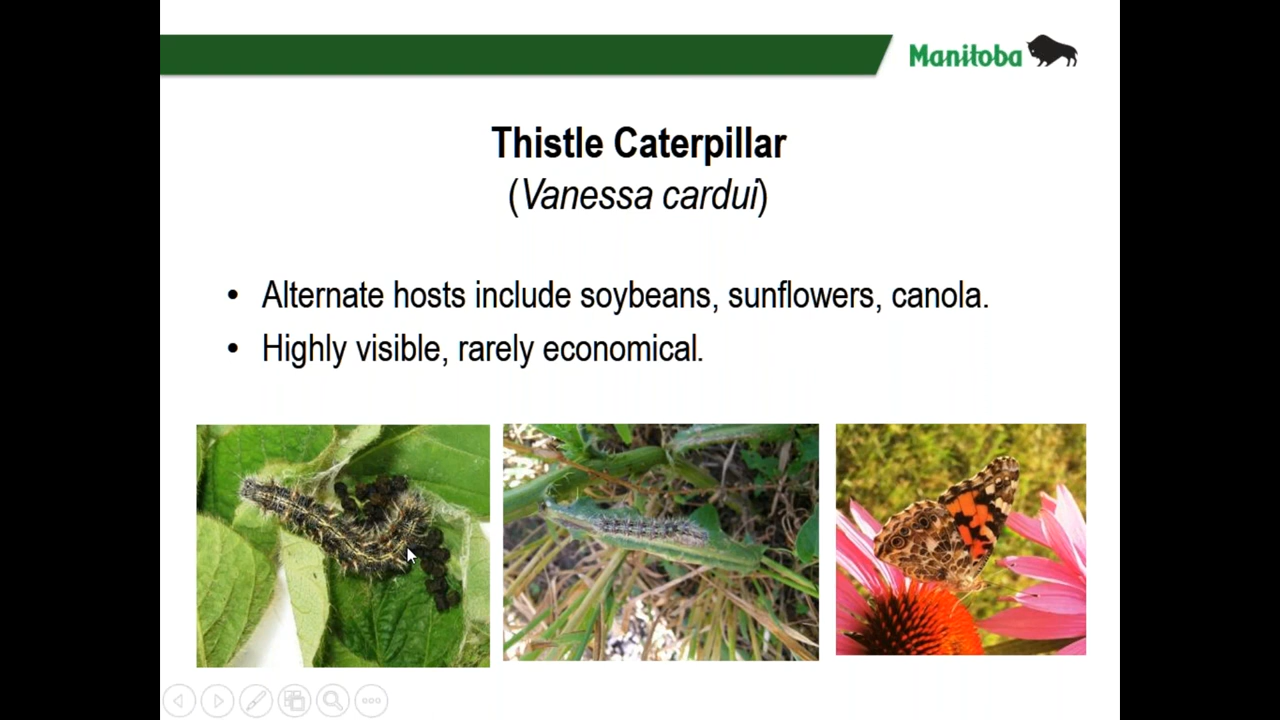 Manitoba
Thistle Caterpillar
(Vanessa cardui)
• Alternate hosts include soybeans, sunflowers, canola.
• Highly visible, rarely economical.